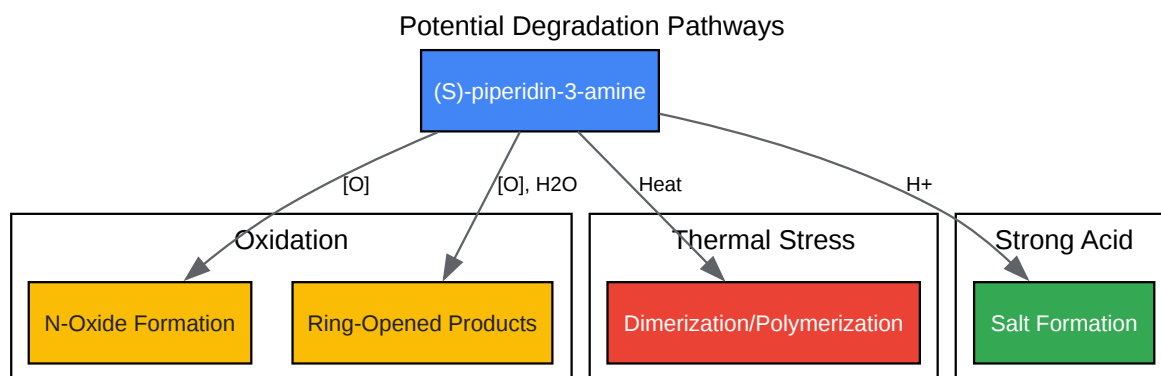 Potential Degradation Pathways
(S)-piperidin-3-amine
[O]
[O], H2O
Heat
H+
Oxidation
Thermal Stress
Strong Acid
N-Oxide Formation
Ring-Opened Products
Dimerization/Polymerization
Salt Formation